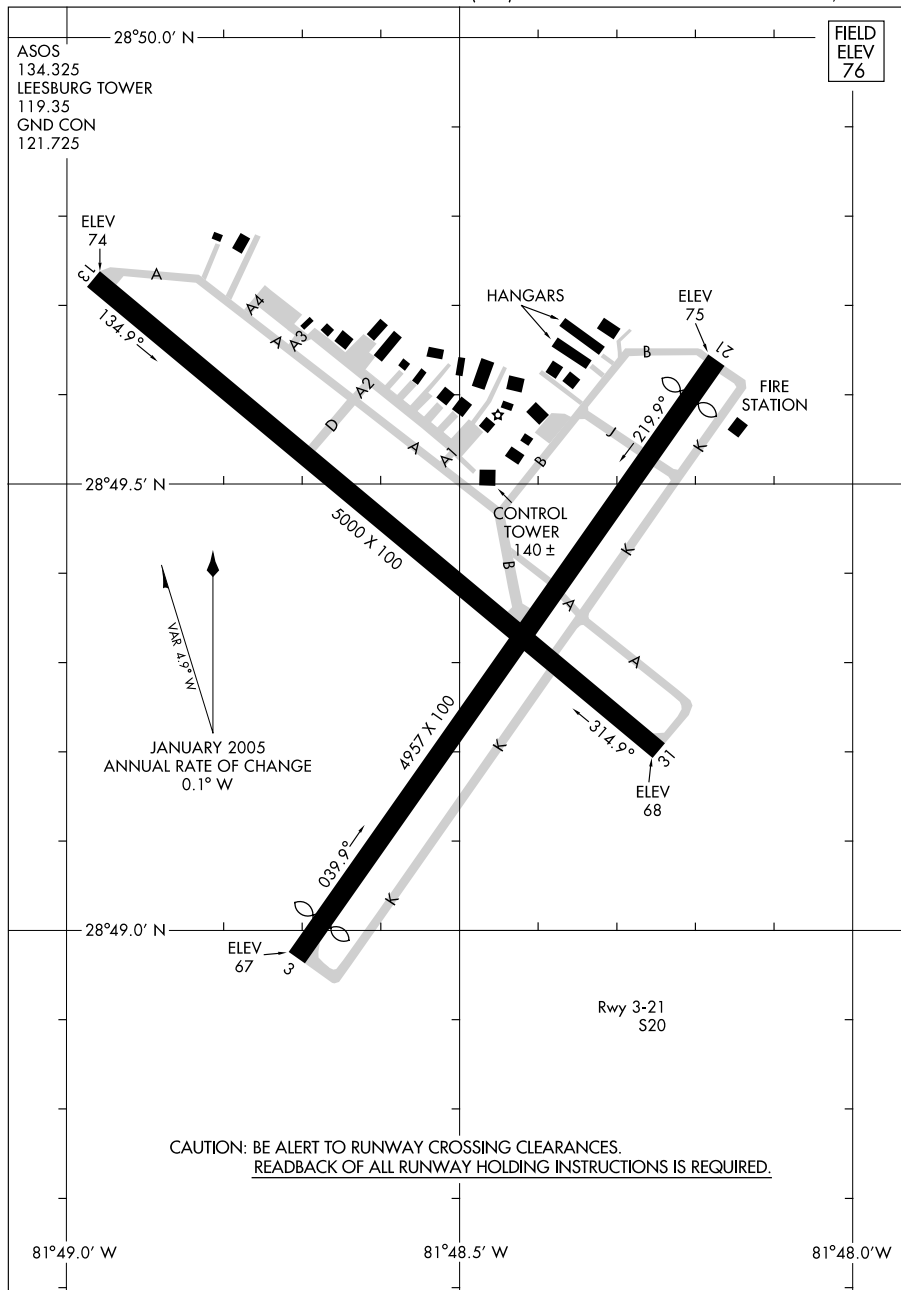 28°50.0' N
ASOS
134.325
LEESBURG TOWER
119.35
GND CON
121.725
FIELD
ELEV
76
ELEV
74
13
A
134.9°
A4
A
A3
A2
D
A
A1
HANGARS
ELEV
75
21
B
219.9°
FIRE
STATION
J
K
B
28°49.5' N
5000 X 100
CONTROL
TOWER
140 ±
B
K
A
A
VAR 4.9° W
JANUARY 2005
ANNUAL RATE OF CHANGE
0.1° W
4957 X 100
K
314.9°
31
ELEV
68
039.9°
K
28°49.0' N
ELEV
67
3
Rwy 3-21
S20
CAUTION: BE ALERT TO RUNWAY CROSSING CLEARANCES.
READBACK OF ALL RUNWAY HOLDING INSTRUCTIONS IS REQUIRED.
81°49.0' W
81°48.5' W
81°48.0'W